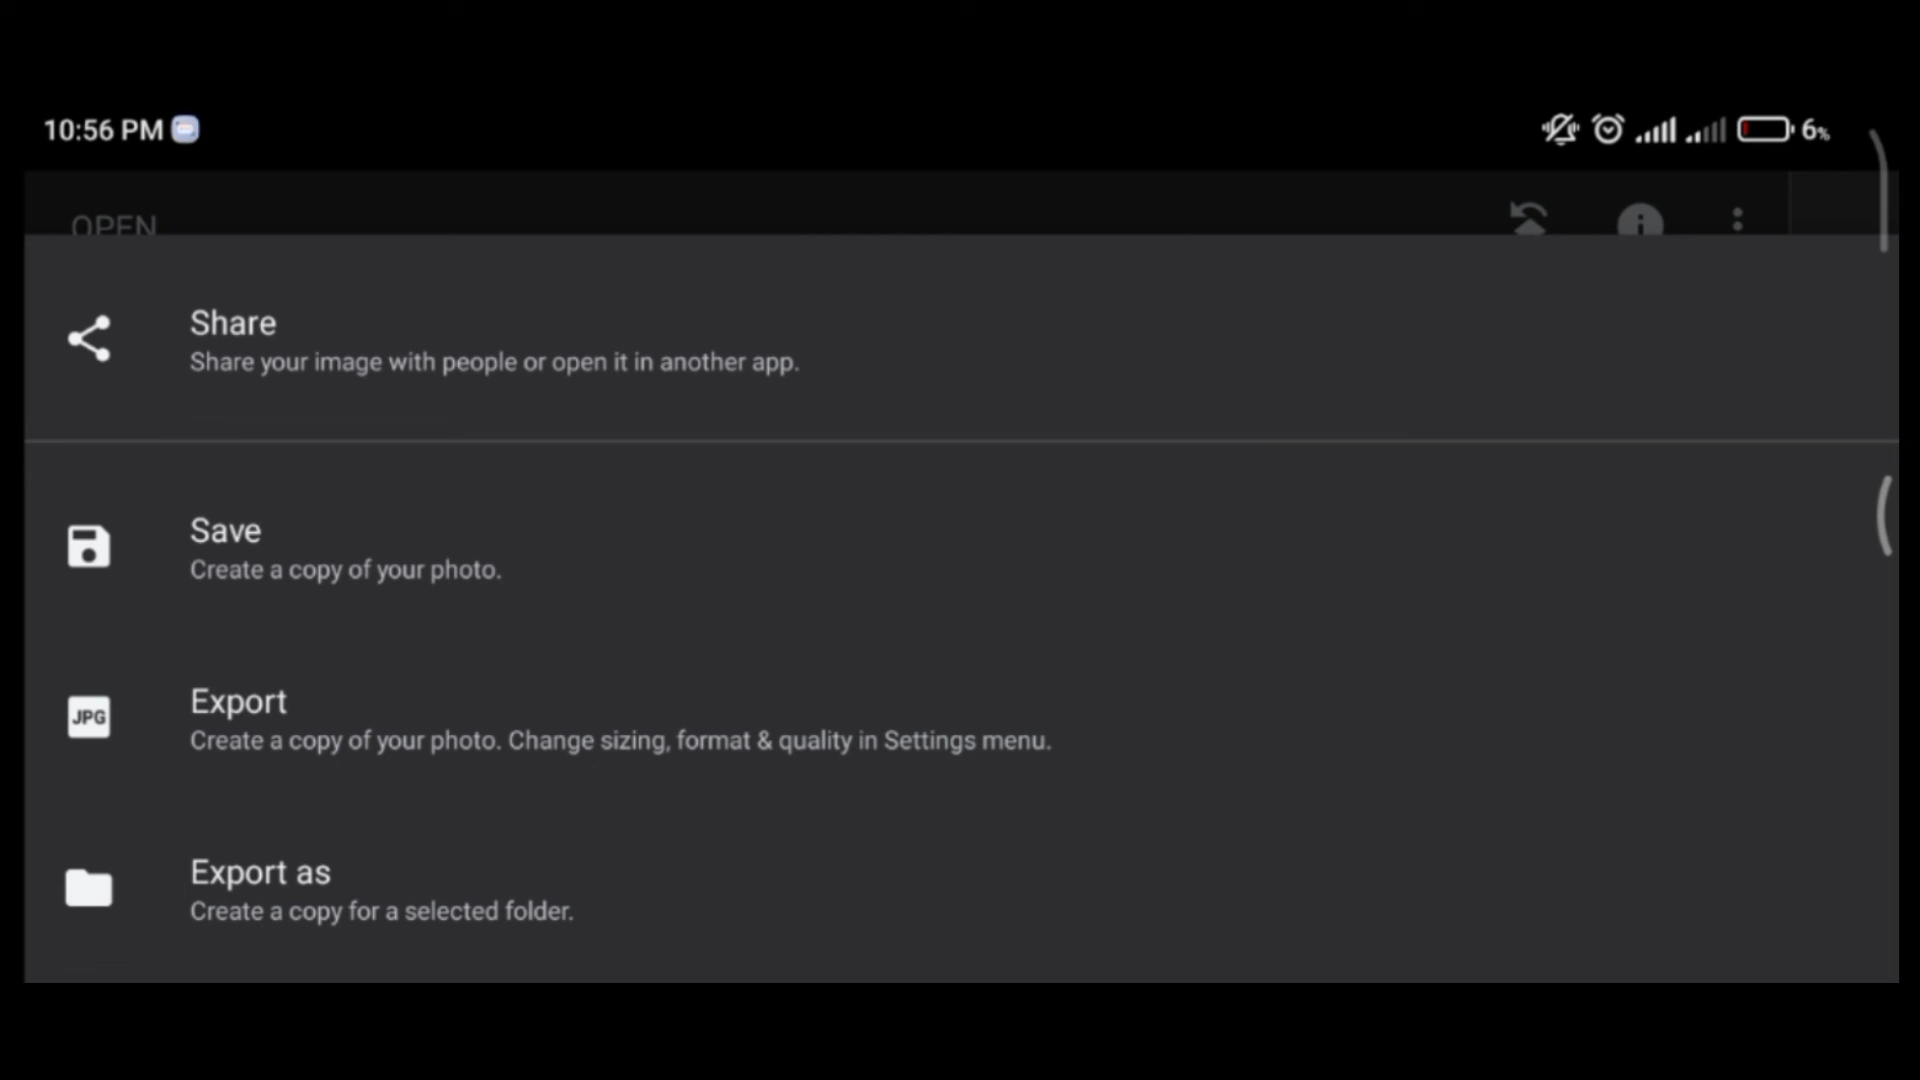 10:56 PM
6%
OPEN
Share
Share your image with people or open it in another app.
Save
Create a copy of your photo.
JPG
Export
Create a copy of your photo. Change sizing, format & quality in Settings menu.
Export as
Create a copy for a selected folder.